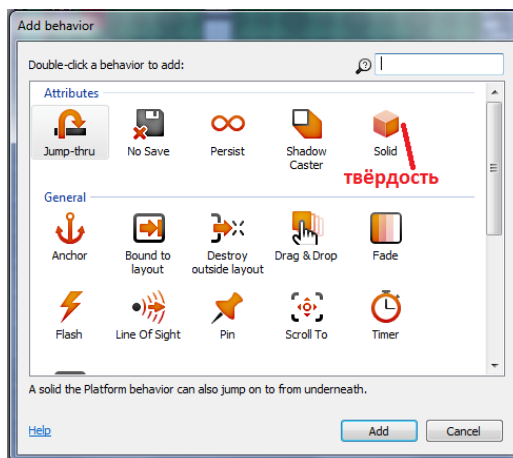 Add behavior
Double-click a behavior to add:
Attributes
Jump-thru
No Save
Persist
Shadow
Caster
Solid
твёрдость
General
Anchor
Bound to
layout
Destroy
outside layout
Drag & Drop
Fade
Flash
Line Of Sight
Pin
Scroll To
Timer
A solid the Platform behavior can also jump on to from underneath.
Help
Add
Cancel